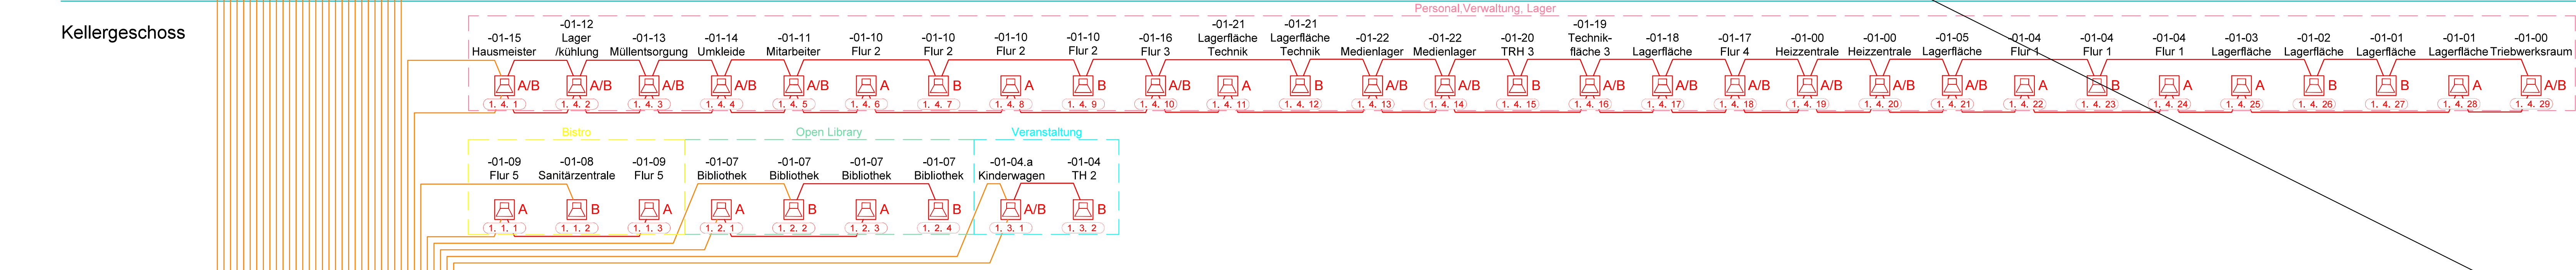 Personal,Verwaltung, Lager
Kellergeschoss
-01-15 Hausmeister A/B 1, 4, 1
-01-12 Lager /kühlung A/B 1, 4, 2
-01-13 Müllentsorgung A/B 1, 4, 3
-01-14 Umkleide A/B 1, 4, 4
-01-11 Mitarbeiter A/B 1, 4, 5
-01-10 Flur 2 A 1, 4, 6
-01-10 Flur 2 B 1, 4, 7
-01-10 Flur 2 A 1, 4, 8
-01-10 Flur 2 B 1, 4, 9
-01-16 Flur 3 A/B 1, 4, 10
-01-21 Lagerfläche Technik A 1, 4, 11
-01-21 Lagerfläche Technik B 1, 4, 12
-01-22 Medienlager A/B 1, 4, 13
-01-22 Medienlager A/B 1, 4, 14
-01-20 TRH 3 B 1, 4, 15
-01-19 Technik- fläche 3 A/B 1, 4, 16
-01-18 Lagerfläche A/B 1, 4, 17
-01-17 Flur 4 A/B 1, 4, 18
-01-00 Heizzentrale A/B 1, 4, 19
-01-00 Heizzentrale A/B 1, 4, 20
-01-05 Lagerfläche A/B 1, 4, 21
-01-04 Flur 1 A 1, 4, 22
-01-04 Flur 1 B 1, 4, 23
-01-04 Flur 1 A 1, 4, 24
-01-03 Lagerfläche A 1, 4, 25
-01-02 Lagerfläche B 1, 4, 26
-01-01 Lagerfläche B 1, 4, 27
-01-01 Lagerfläche A 1, 4, 28
-01-00 Triebwerksraum A/B 1, 4, 29
Bistro
-01-09 Flur 5 A 1, 1, 1
-01-08 Sanitärzentrale B 1, 1, 2
-01-09 Flur 5 A 1, 1, 3
Open Library
-01-07 Bibliothek A 1, 2, 1
-01-07 Bibliothek B 1, 2, 2
-01-07 Bibliothek A 1, 2, 3
-01-07 Bibliothek B 1, 2, 4
Veranstaltung
-01-04.a Kinderwagen A/B 1, 3, 1
-01-04 TH 2 B 1, 3, 2